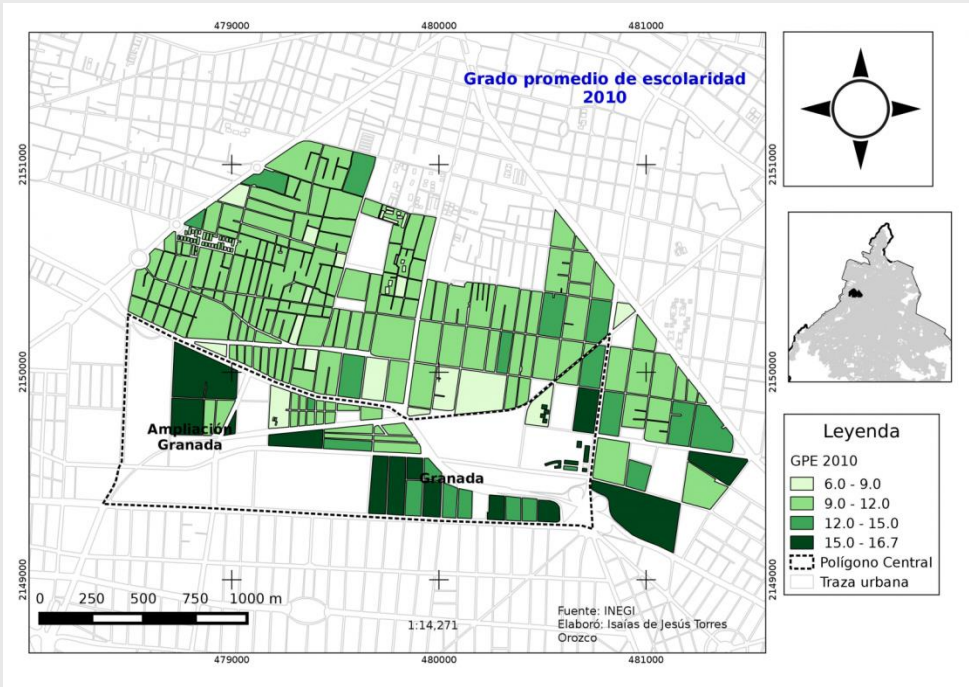 479000
480000
481000
Grado promedio de escolaridad
2010
2151000
2151000
2150000
2150000
Ampliación
Granada
Granada
2149000
2149000
0 250 500 750 1000 m
1:14,271
Fuente: INEGI
Elaboró: Isaías de Jesús Torres
Orozco
479000
480000
481000
Leyenda
GPE 2010
6.0 - 9.0
9.0 - 12.0
12.0 - 15.0
15.0 - 16.7
Polígono Central
Traza urbana